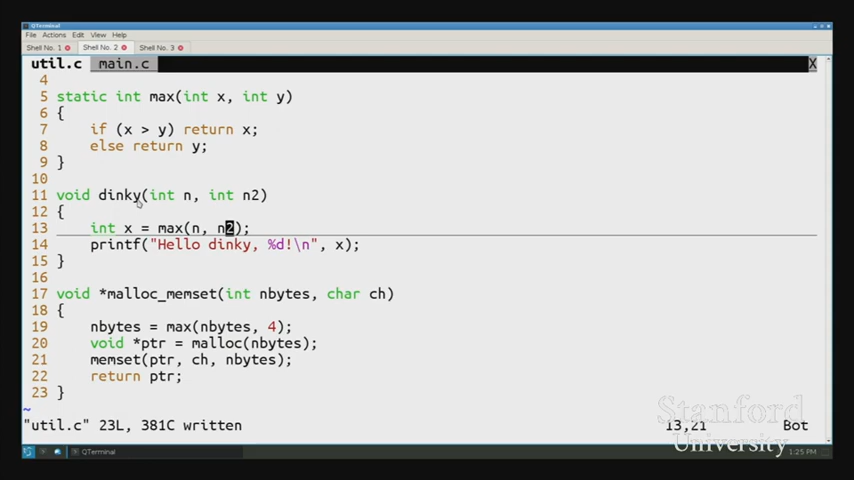 QTerminal
File Actions Edit View Help
Shell No. 1 Shell No. 2 Shell No. 3
util.c main.c X
4
5 static int max(int x, int y)
6 {
7     if (x > y) return x;
8     else return y;
9 }
10
11 void dinky(int n, int n2)
12 {
13     int x = max(n, n2);
14     printf("Hello dinky, %d!\n", x);
15 }
16
17 void *malloc_memset(int nbytes, char ch)
18 {
19     nbytes = max(nbytes, 4);
20     void *ptr = malloc(nbytes);
21     memset(ptr, ch, nbytes);
22     return ptr;
23 }
~
"util.c" 23L, 381C written 13,21 Bot
Stanford
University
QTerminal 1:25 PM